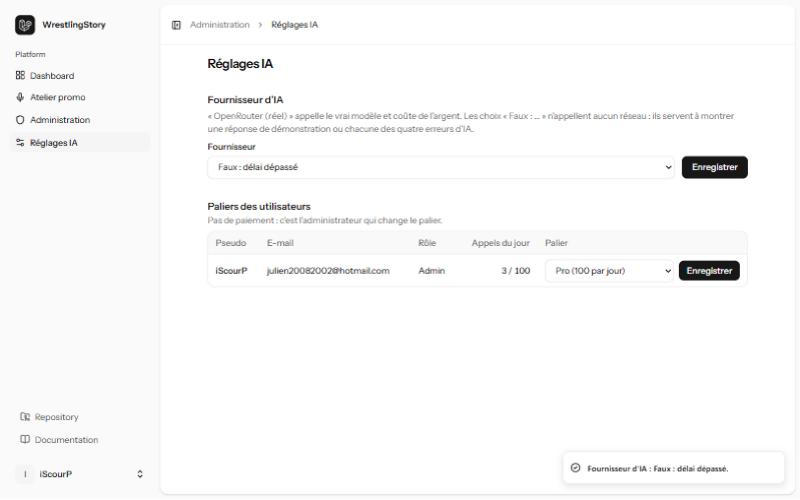 WrestlingStory
Platform
Dashboard
Atelier promo
Administration
Réglages IA
Repository
Documentation
I iScourP
Administration > Réglages IA
Réglages IA
Fournisseur d'IA
« OpenRouter (réel) » appelle le vrai modèle et coûte de l'argent. Les choix « Faux : … » n'appellent aucun réseau : ils servent à montrer
une réponse de démonstration ou chacune des quatre erreurs d'IA.
Fournisseur
Faux : délai dépassé Enregistrer
Paliers des utilisateurs
Pas de paiement : c'est l'administrateur qui change le palier.
Pseudo E-mail Rôle Appels du jour Palier
iScourP julien20082002@hotmail.com Admin 3 / 100 Pro (100 par jour) Enregistrer
Fournisseur d'IA : Faux : délai dépassé.